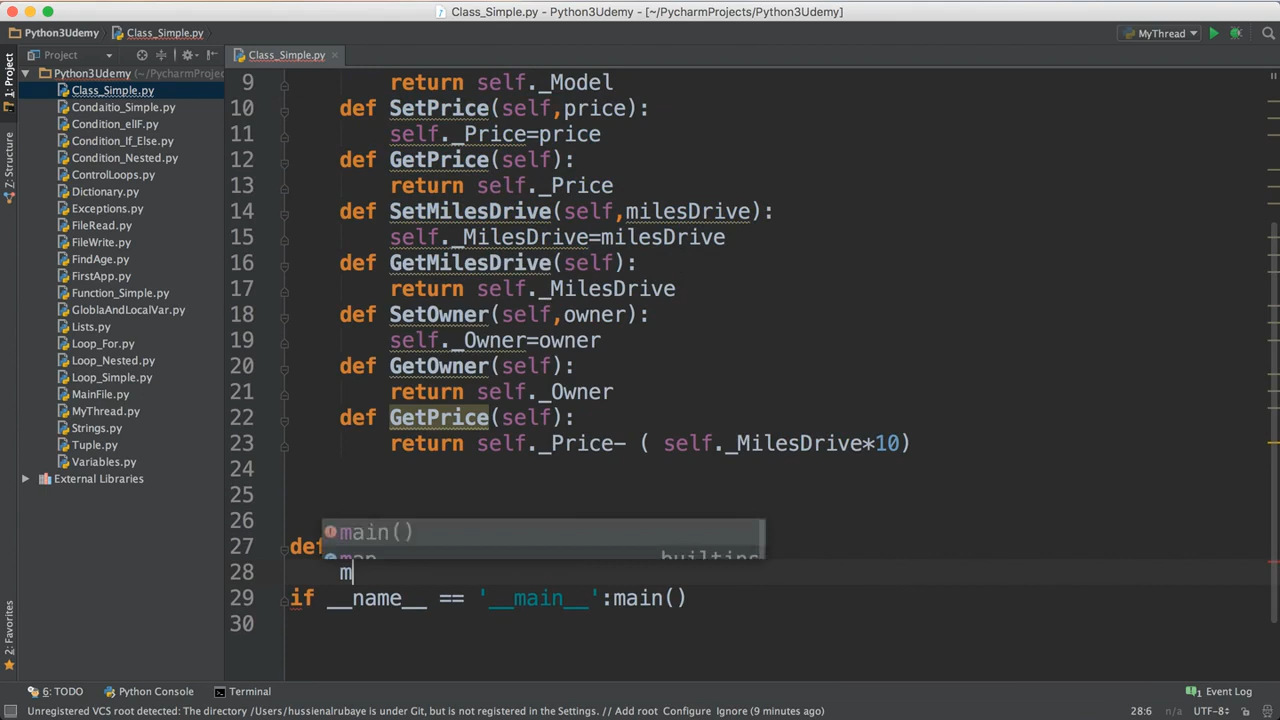 Class_Simple.py - Python3Udemy - [~/PycharmProjects/Python3Udemy]
Python3Udemy Class_Simple.py MyThread
Project Class_Simple.py
1: Project
Z: Structure
2: Favorites
Python3Udemy (~/PycharmProjec
Class_Simple.py
Condaitio_Simple.py
Condition_elIF.py
Condition_If_Else.py
Condition_Nested.py
ControlLoops.py
Dictionary.py
Exceptions.py
FileRead.py
FileWrite.py
FindAge.py
FirstApp.py
Function_Simple.py
GloblaAndLocalVar.py
Lists.py
Loop_For.py
Loop_Nested.py
Loop_Simple.py
MainFile.py
MyThread.py
Strings.py
Tuple.py
Variables.py
External Libraries
9 return self._Model
10 def SetPrice(self,price):
11 self._Price=price
12 def GetPrice(self):
13 return self._Price
14 def SetMilesDrive(self,milesDrive):
15 self._MilesDrive=milesDrive
16 def GetMilesDrive(self):
17 return self._MilesDrive
18 def SetOwner(self,owner):
19 self._Owner=owner
20 def GetOwner(self):
21 return self._Owner
22 def GetPrice(self):
23 return self._Price- ( self._MilesDrive*10)
24
25
26 main()
27 def map builtins
28 m
29 if __name__ == '__main__':main()
30
6: TODO Python Console Terminal 1 Event Log
Unregistered VCS root detected: The directory /Users/hussienalrubaye is under Git, but is not registered in the Settings. // Add root Configure Ignore (9 minutes ago) 28:6 n/a UTF-8